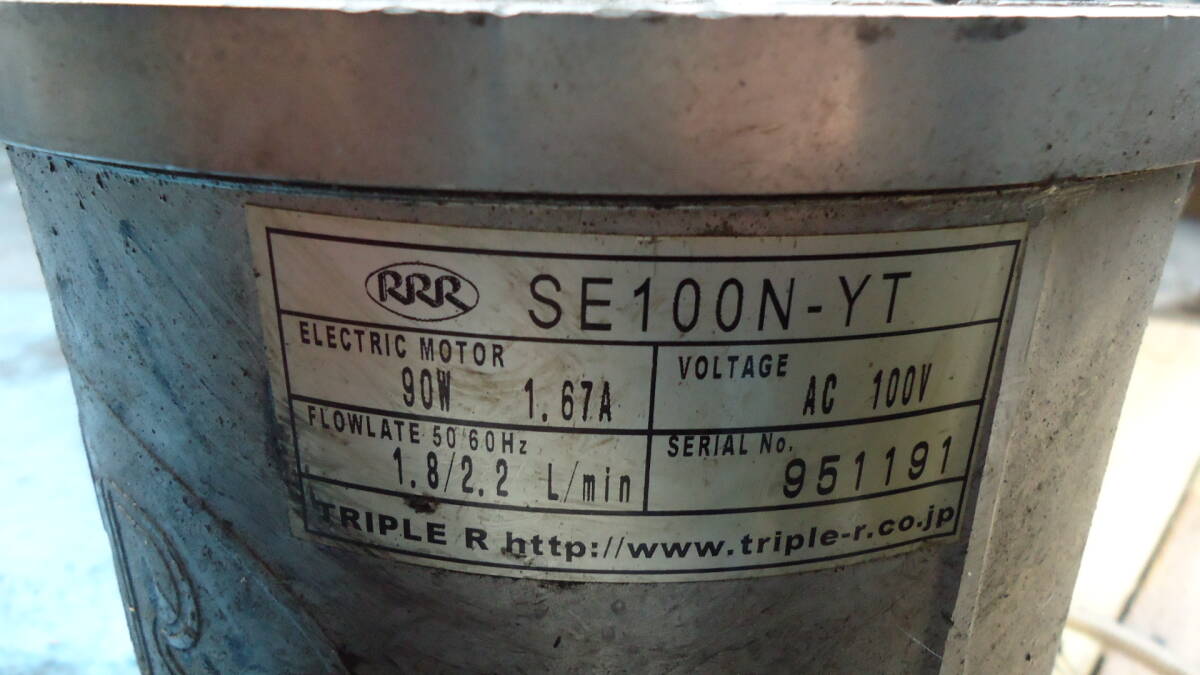 RRR SE100N-YT
ELECTRIC MOTOR
90W 1.67A
VOLTAGE
AC 100V
FLOWLATE 50'60Hz
1.8/2.2 L/min
SERIAL No.
951191
TRIPLE R http://www.triple-r.co.jp